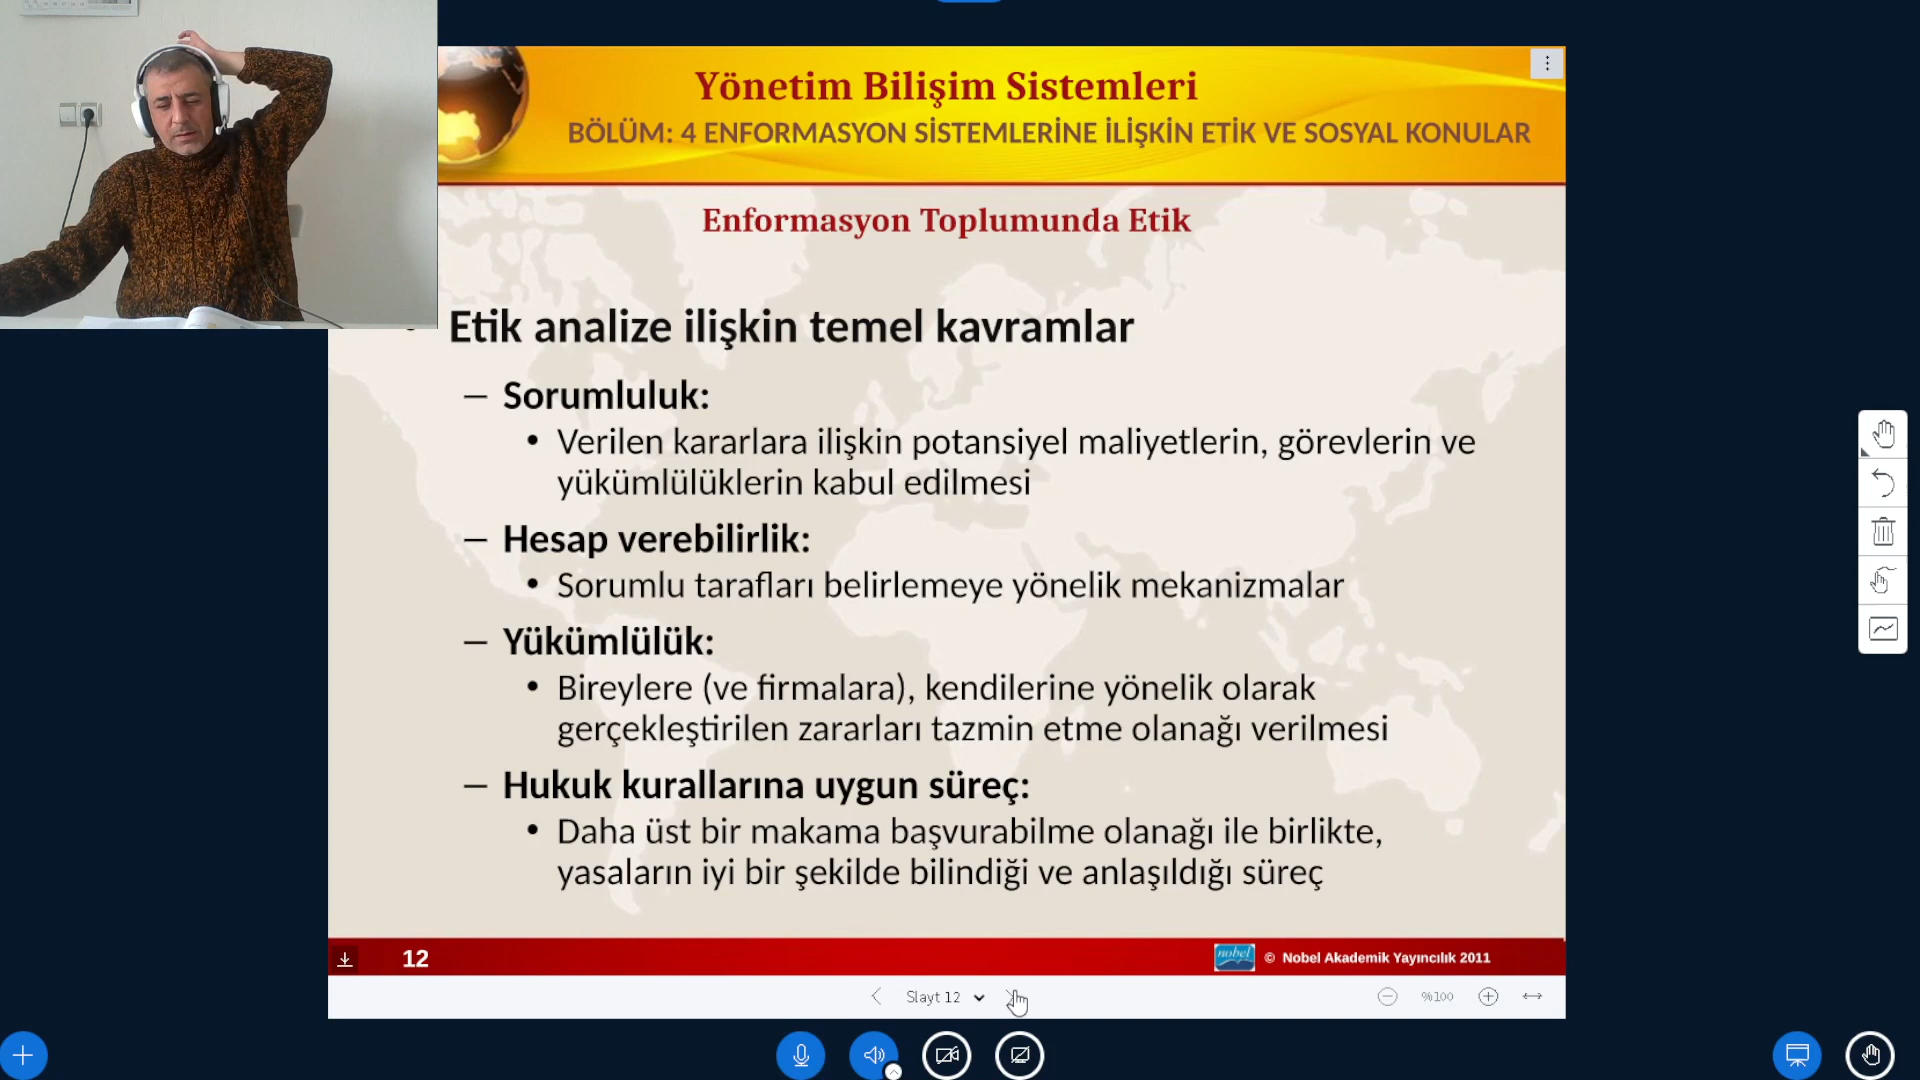 Yönetim Bilişim Sistemleri
BÖLÜM: 4 ENFORMASYON SİSTEMLERİNE İLİŞKİN ETİK VE SOSYAL KONULAR
Enformasyon Toplumunda Etik
Etik analize ilişkin temel kavramlar
– Sorumluluk:
• Verilen kararlara ilişkin potansiyel maliyetlerin, görevlerin ve
yükümlülüklerin kabul edilmesi
– Hesap verebilirlik:
• Sorumlu tarafları belirlemeye yönelik mekanizmalar
– Yükümlülük:
• Bireylere (ve firmalara), kendilerine yönelik olarak
gerçekleştirilen zararları tazmin etme olanağı verilmesi
– Hukuk kurallarına uygun süreç:
• Daha üst bir makama başvurabilme olanağı ile birlikte,
yasaların iyi bir şekilde bilindiği ve anlaşıldığı süreç
12
nobel
© Nobel Akademik Yayıncılık 2011
Slayt 12
%100